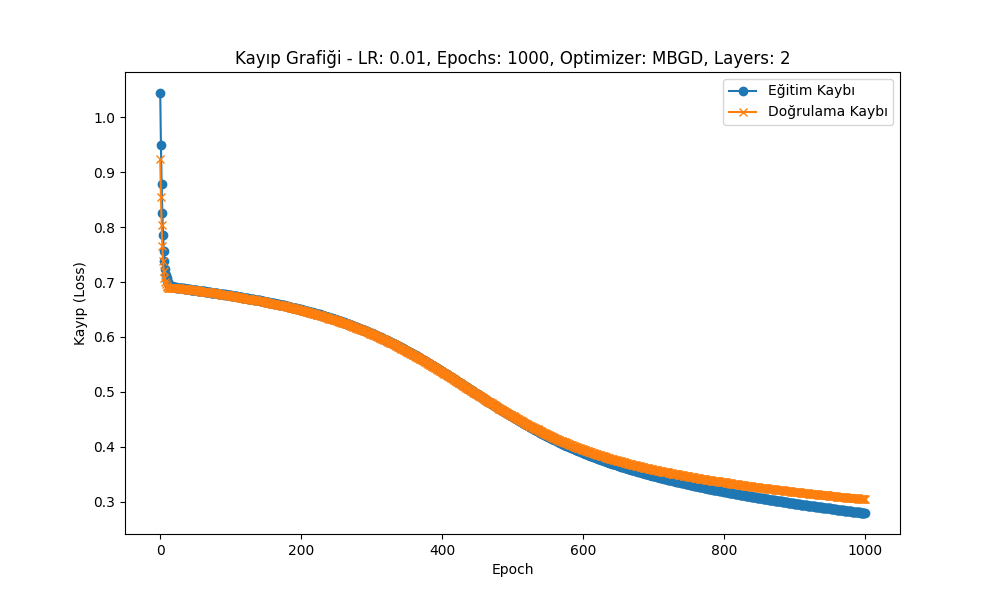 Kayıp Grafiği - LR: 0.01, Epochs: 1000, Optimizer: MBGD, Layers: 2
Eğitim Kaybı
Doğrulama Kaybı
Kayıp (Loss)
1.0
0.9
0.8
0.7
0.6
0.5
0.4
0.3
0 200 400 600 800 1000
Epoch